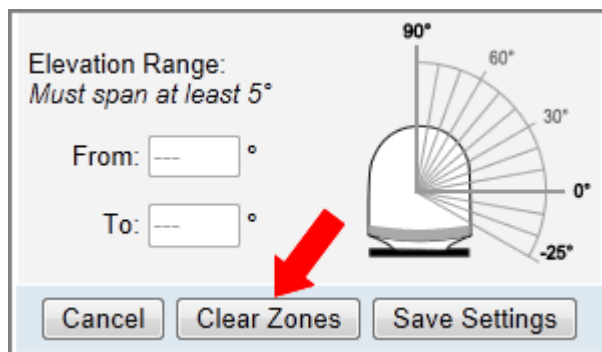 Elevation Range:
Must span at least 5°
From: --- °
To: --- °
90°
60°
30°
0°
-25°
Cancel
Clear Zones
Save Settings